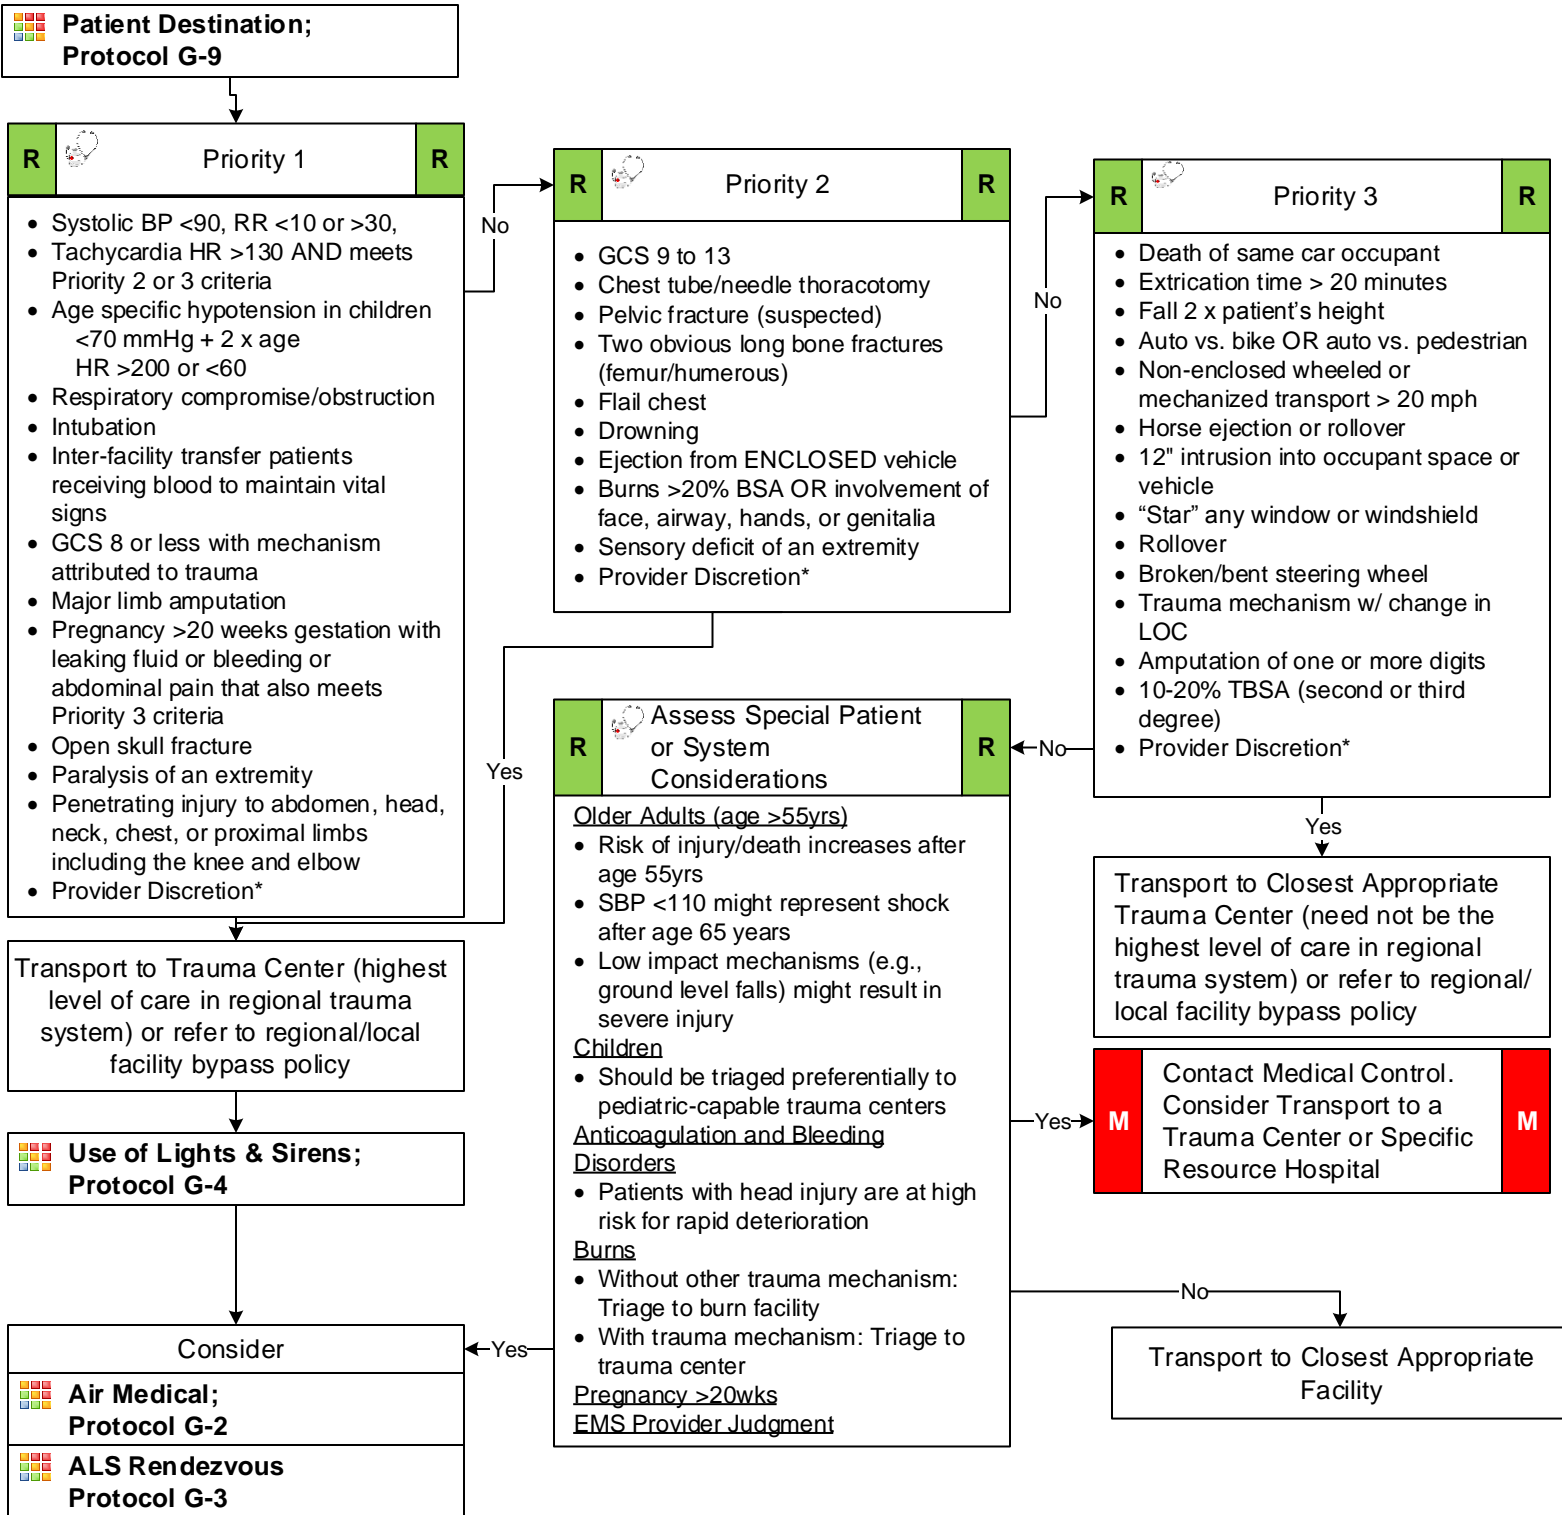 Patient Destination;
Protocol G-9
R
Priority 1
R
• Systolic BP <90, RR <10 or >30,
• Tachycardia HR >130 AND meets
Priority 2 or 3 criteria
• Age specific hypotension in children
<70 mmHg + 2 x age
HR >200 or <60
• Respiratory compromise/obstruction
• Intubation
• Inter-facility transfer patients
receiving blood to maintain vital
signs
• GCS 8 or less with mechanism
attributed to trauma
• Major limb amputation
• Pregnancy >20 weeks gestation with
leaking fluid or bleeding or
abdominal pain that also meets
Priority 3 criteria
• Open skull fracture
• Paralysis of an extremity
• Penetrating injury to abdomen, head,
neck, chest, or proximal limbs
including the knee and elbow
• Provider Discretion*
No
R
Priority 2
R
• GCS 9 to 13
• Chest tube/needle thoracotomy
• Pelvic fracture (suspected)
• Two obvious long bone fractures
(femur/humerous)
• Flail chest
• Drowning
• Ejection from ENCLOSED vehicle
• Burns >20% BSA OR involvement of
face, airway, hands, or genitalia
• Sensory deficit of an extremity
• Provider Discretion*
No
R
Priority 3
R
• Death of same car occupant
• Extrication time > 20 minutes
• Fall 2 x patient's height
• Auto vs. bike OR auto vs. pedestrian
• Non-enclosed wheeled or
mechanized transport > 20 mph
• Horse ejection or rollover
• 12" intrusion into occupant space or
vehicle
• “Star” any window or windshield
• Rollover
• Broken/bent steering wheel
• Trauma mechanism w/ change in
LOC
• Amputation of one or more digits
• 10-20% TBSA (second or third
degree)
• Provider Discretion*
Yes
No
Yes
Transport to Trauma Center (highest
level of care in regional trauma
system) or refer to regional/local
facility bypass policy
Use of Lights & Sirens;
Protocol G-4
Consider
Air Medical;
Protocol G-2
ALS Rendezvous
Protocol G-3
R
Assess Special Patient
or System
Considerations
R
Older Adults (age >55yrs)
• Risk of injury/death increases after
age 55yrs
• SBP <110 might represent shock
after age 65 years
• Low impact mechanisms (e.g.,
ground level falls) might result in
severe injury
Children
• Should be triaged preferentially to
pediatric-capable trauma centers
Anticoagulation and Bleeding
Disorders
• Patients with head injury are at high
risk for rapid deterioration
Burns
• Without other trauma mechanism:
Triage to burn facility
• With trauma mechanism: Triage to
trauma center
Pregnancy >20wks
EMS Provider Judgment
Yes
Yes
No
Transport to Closest Appropriate
Trauma Center (need not be the
highest level of care in regional
trauma system) or refer to regional/
local facility bypass policy
M
Contact Medical Control.
Consider Transport to a
Trauma Center or Specific
Resource Hospital
M
Transport to Closest Appropriate
Facility